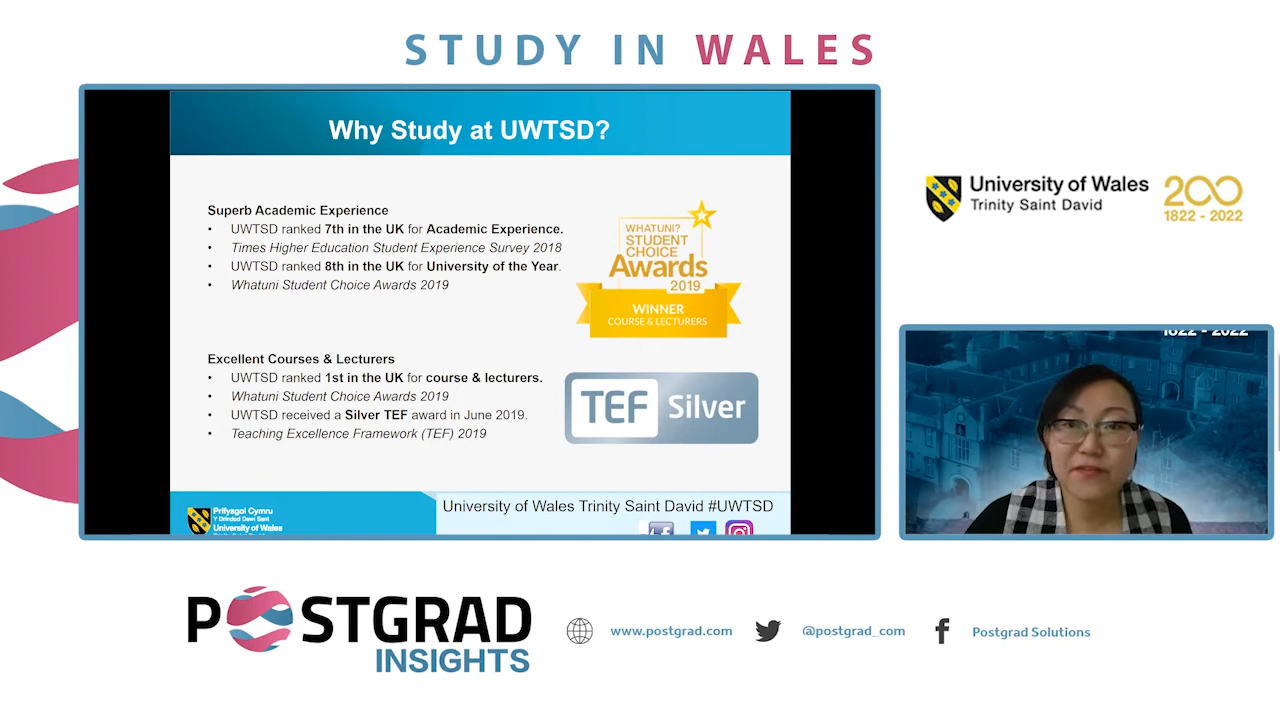 STUDY IN WALES
Why Study at UWTSD?
Superb Academic Experience
• UWTSD ranked 7th in the UK for Academic Experience.
• Times Higher Education Student Experience Survey 2018
• UWTSD ranked 8th in the UK for University of the Year.
• Whatuni Student Choice Awards 2019
WHATUNI?
STUDENT
CHOICE
Awards
2019
WINNER
COURSE & LECTURERS
Excellent Courses & Lecturers
• UWTSD ranked 1st in the UK for course & lecturers.
• Whatuni Student Choice Awards 2019
• UWTSD received a Silver TEF award in June 2019.
• Teaching Excellence Framework (TEF) 2019
TEF Silver
Prifysgol Cymru
Y Drindod Dewi Sant
University of Wales
University of Wales Trinity Saint David #UWTSD
University of Wales
Trinity Saint David
200
1822 - 2022
1822 - 2022
POSTGRAD
INSIGHTS
www.postgrad.com
@postgrad_com
Postgrad Solutions